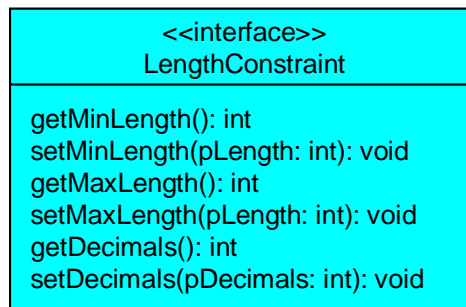 <<interface>>
LengthConstraint
getMinLength(): int
setMinLength(pLength: int): void
getMaxLength(): int
setMaxLength(pLength: int): void
getDecimals(): int
setDecimals(pDecimals: int): void